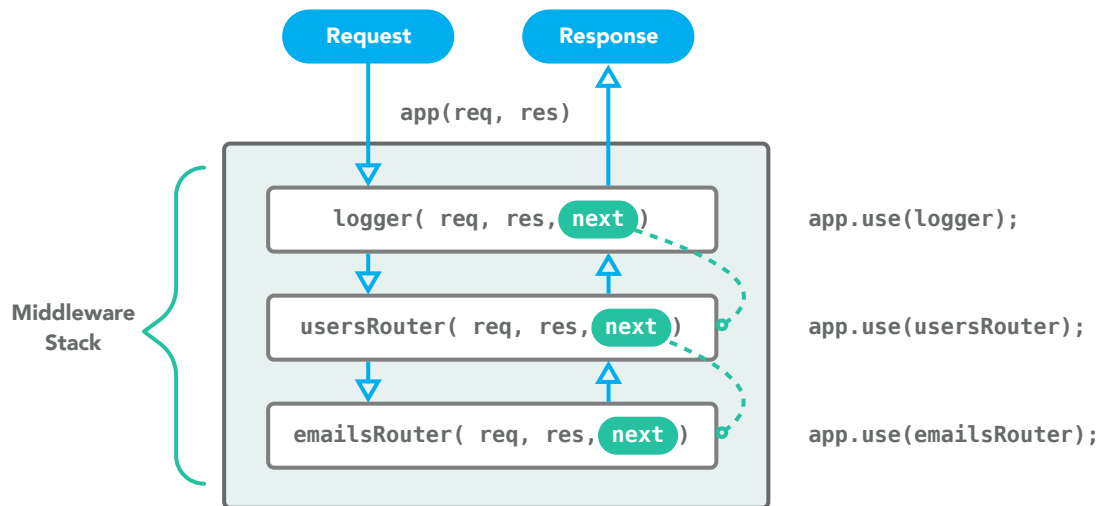 Request
Response
app(req, res)
logger( req, res, next )
app.use(logger);
Middleware
Stack
usersRouter( req, res, next )
app.use(usersRouter);
emailsRouter( req, res, next )
app.use(emailsRouter);